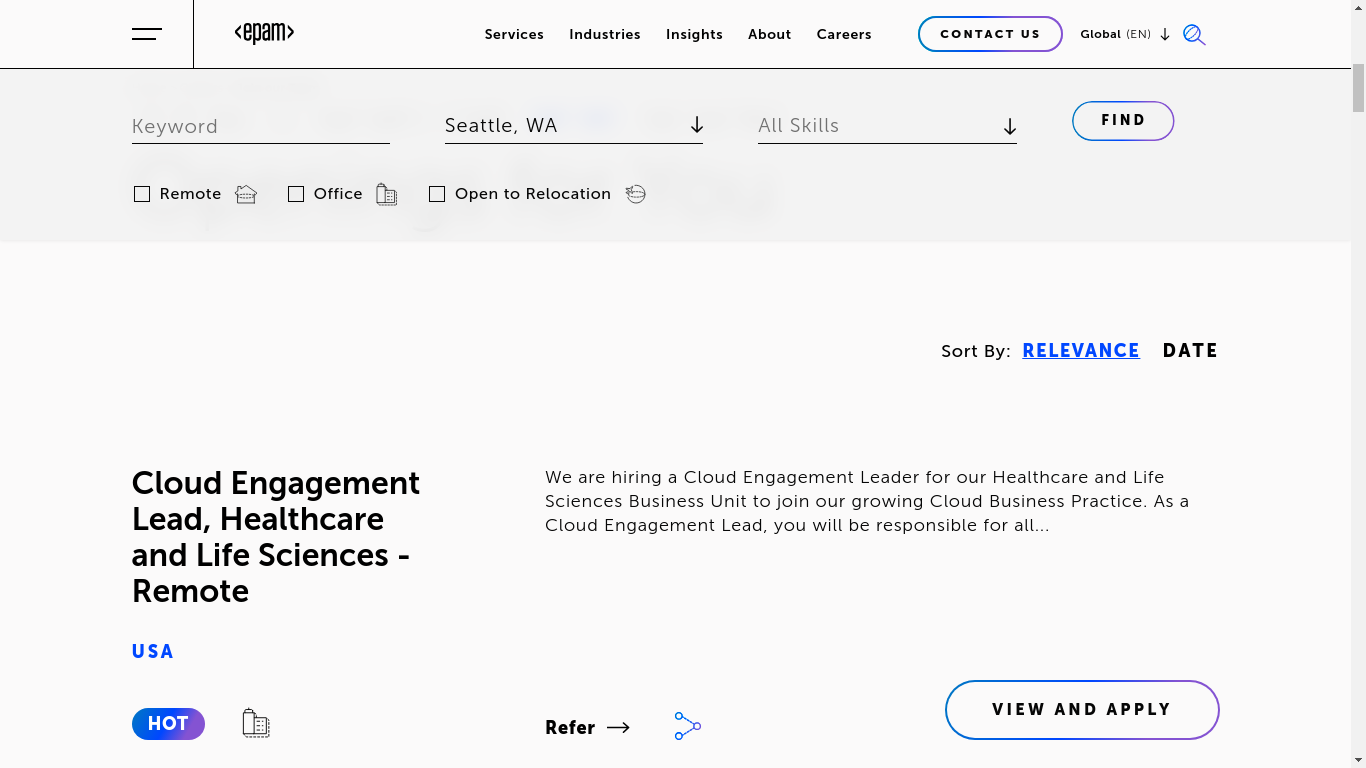 <epam>
Services Industries Insights About Careers CONTACT US Global (EN)
Keyword Seattle, WA All Skills FIND
Remote Office Open to Relocation
Sort By: RELEVANCE DATE
Cloud Engagement
Lead, Healthcare
and Life Sciences -
Remote
We are hiring a Cloud Engagement Leader for our Healthcare and Life
Sciences Business Unit to join our growing Cloud Business Practice. As a
Cloud Engagement Lead, you will be responsible for all...
USA
HOT
Refer
VIEW AND APPLY